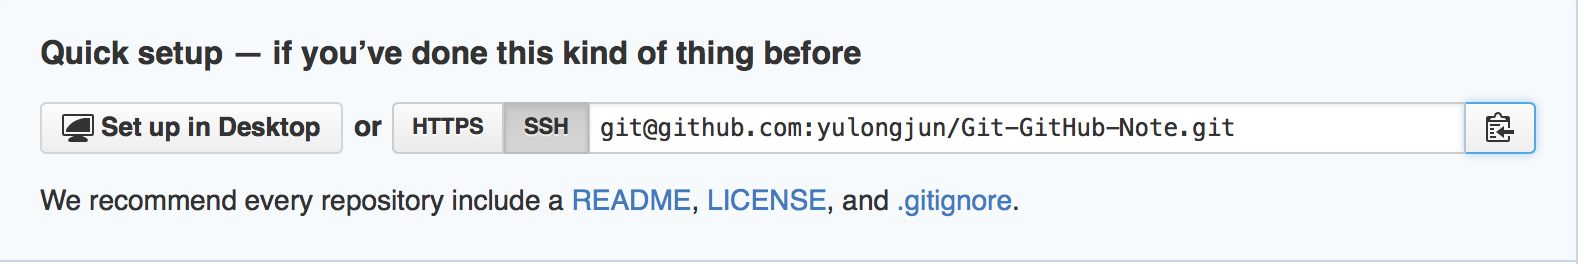 Quick setup — if you’ve done this kind of thing before
Set up in Desktop or HTTPS SSH git@github.com:yulongjun/Git-GitHub-Note.git
We recommend every repository include a README, LICENSE, and .gitignore.